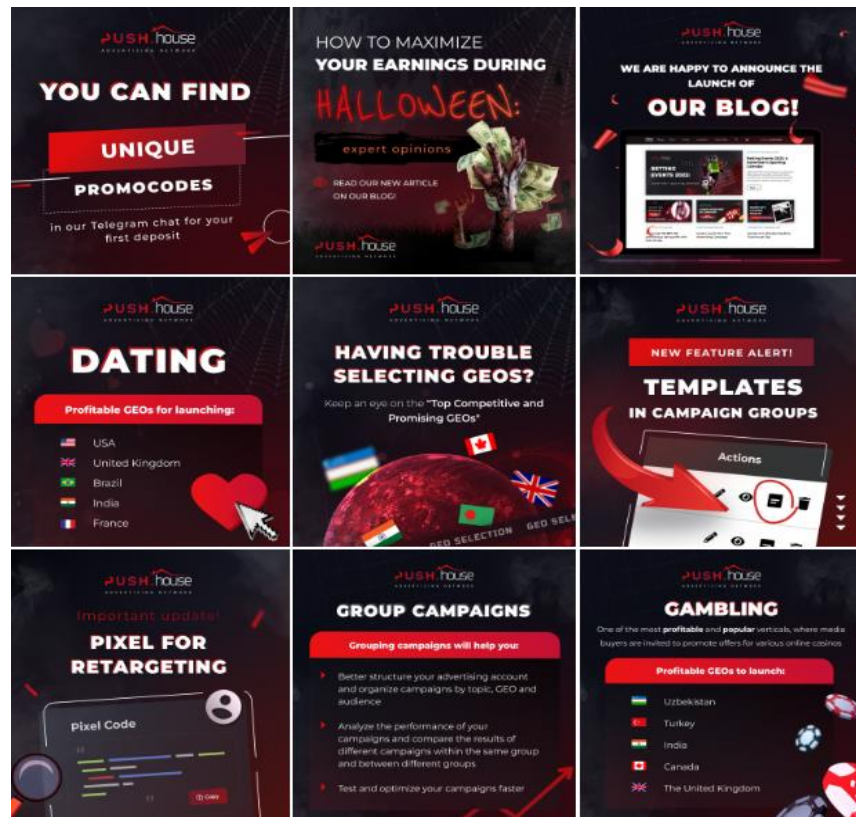 PUSH.house
ADVERTISING NETWORK
YOU CAN FIND
UNIQUE
PROMOCODES
in our Telegram chat for your
first deposit
HOW TO MAXIMIZE
YOUR EARNINGS DURING
HALLOWEEN:
expert opinions
READ OUR NEW ARTICLE
ON OUR BLOG!
PUSH.house
ADVERTISING NETWORK
PUSH.house
ADVERTISING NETWORK
WE ARE HAPPY TO ANNOUNCE THE
LAUNCH OF
OUR BLOG!
BETTING
PUSH.house
ADVERTISING NETWORK
DATING
Profitable GEOs for launching:
USA
United Kingdom
Brazil
India
France
PUSH.house
ADVERTISING NETWORK
HAVING TROUBLE
SELECTING GEOS?
Keep an eye on the "Top Competitive and
Promising GEOs"
GEO SELECTION GEO SELE
PUSH.house
ADVERTISING NETWORK
NEW FEATURE ALERT!
TEMPLATES
IN CAMPAIGN GROUPS
Actions
PUSH.house
ADVERTISING NETWORK
Important update!
PIXEL FOR
RETARGETING
Pixel Code
Copy
PUSH.house
ADVERTISING NETWORK
GROUP CAMPAIGNS
Grouping campaigns will help you:
Better structure your advertising account
and organize campaigns by topic, GEO and
audience
Analyze the performance of your
campaigns and compare the results of
different campaigns within the same group
and between different groups
Test and optimize your campaigns faster
PUSH.house
ADVERTISING NETWORK
GAMBLING
One of the most profitable and popular verticals, where media
buyers are invited to promote offers for various online casinos
Profitable GEOs to launch:
Uzbekistan
Turkey
India
Canada
The United Kingdom